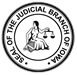 SEAL OF THE JUDICIAL BRANCH OF IOWA